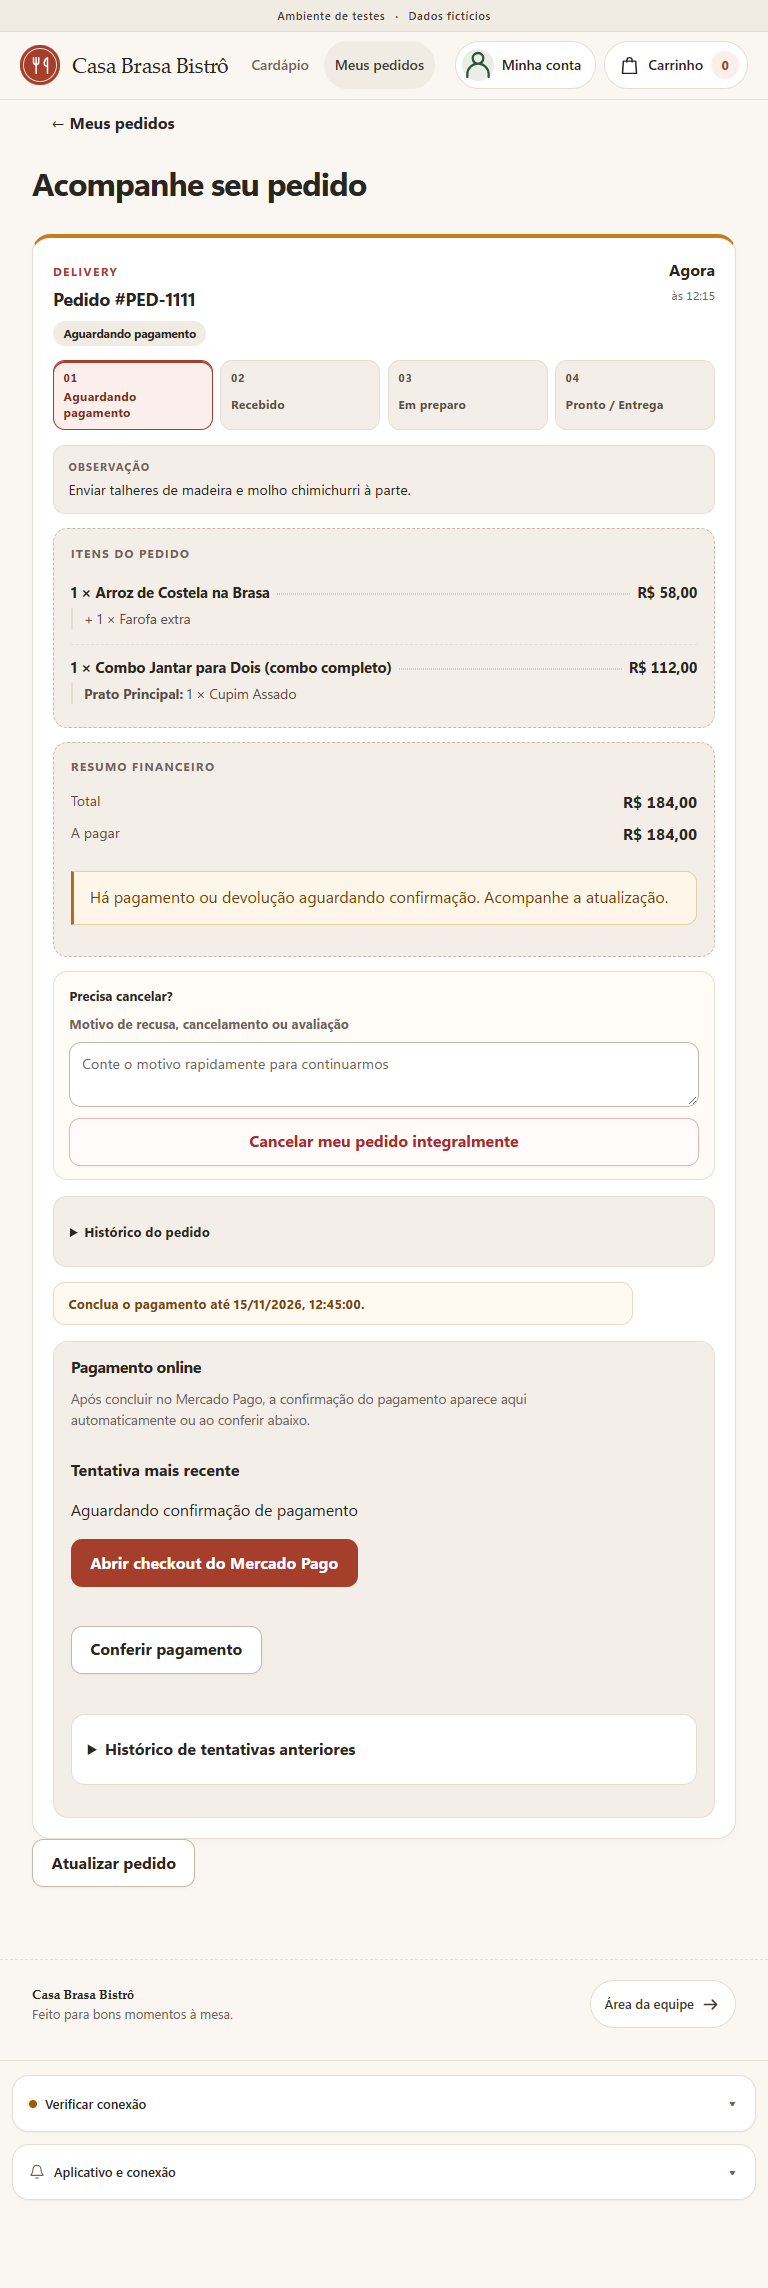 Ambiente de testes · Dados fictícios
Casa Brasa Bistrô
Cardápio
Meus pedidos
Minha conta
Carrinho
0
← Meus pedidos
Acompanhe seu pedido
DELIVERY
Agora
Pedido #PED-1111
às 12:15
Aguardando pagamento
01
Aguardando
pagamento
02
Recebido
03
Em preparo
04
Pronto / Entrega
OBSERVAÇÃO
Enviar talheres de madeira e molho chimichurri à parte.
ITENS DO PEDIDO
1 × Arroz de Costela na Brasa R$ 58,00
+ 1 × Farofa extra
1 × Combo Jantar para Dois (combo completo) R$ 112,00
Prato Principal: 1 × Cupim Assado
RESUMO FINANCEIRO
Total R$ 184,00
A pagar R$ 184,00
Há pagamento ou devolução aguardando confirmação. Acompanhe a atualização.
Precisa cancelar?
Motivo de recusa, cancelamento ou avaliação
Conte o motivo rapidamente para continuarmos
Cancelar meu pedido integralmente
Histórico do pedido
Conclua o pagamento até 15/11/2026, 12:45:00.
Pagamento online
Após concluir no Mercado Pago, a confirmação do pagamento aparece aqui
automaticamente ou ao conferir abaixo.
Tentativa mais recente
Aguardando confirmação de pagamento
Abrir checkout do Mercado Pago
Conferir pagamento
Histórico de tentativas anteriores
Atualizar pedido
Casa Brasa Bistrô
Feito para bons momentos à mesa.
Área da equipe →
Verificar conexão
Aplicativo e conexão